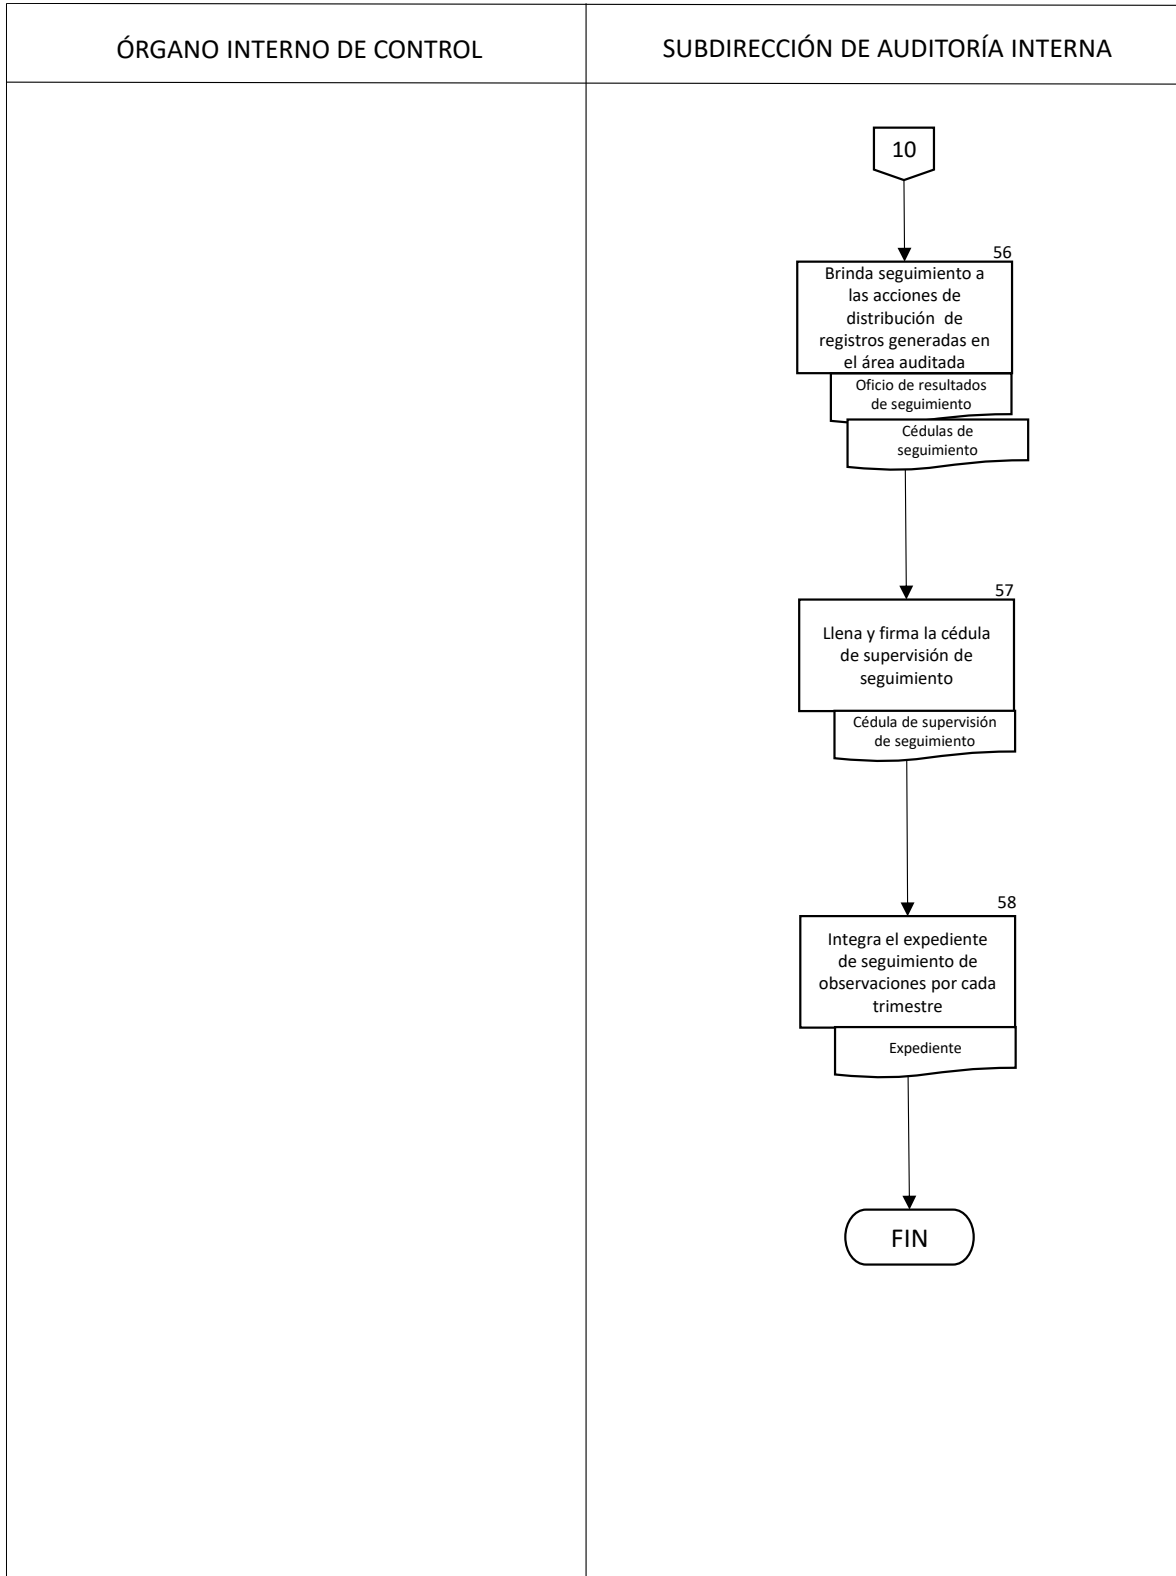 ÓRGANO INTERNO DE CONTROL
SUBDIRECCIÓN DE AUDITORÍA INTERNA
10
56
Brinda seguimiento a
las acciones de
distribución de
registros generadas en
el área auditada
Oficio de resultados
de seguimiento
Cédulas de
seguimiento
57
Llena y firma la cédula
de supervisión de
seguimiento
Cédula de supervisión
de seguimiento
58
Integra el expediente
de seguimiento de
observaciones por cada
trimestre
Expediente
FIN